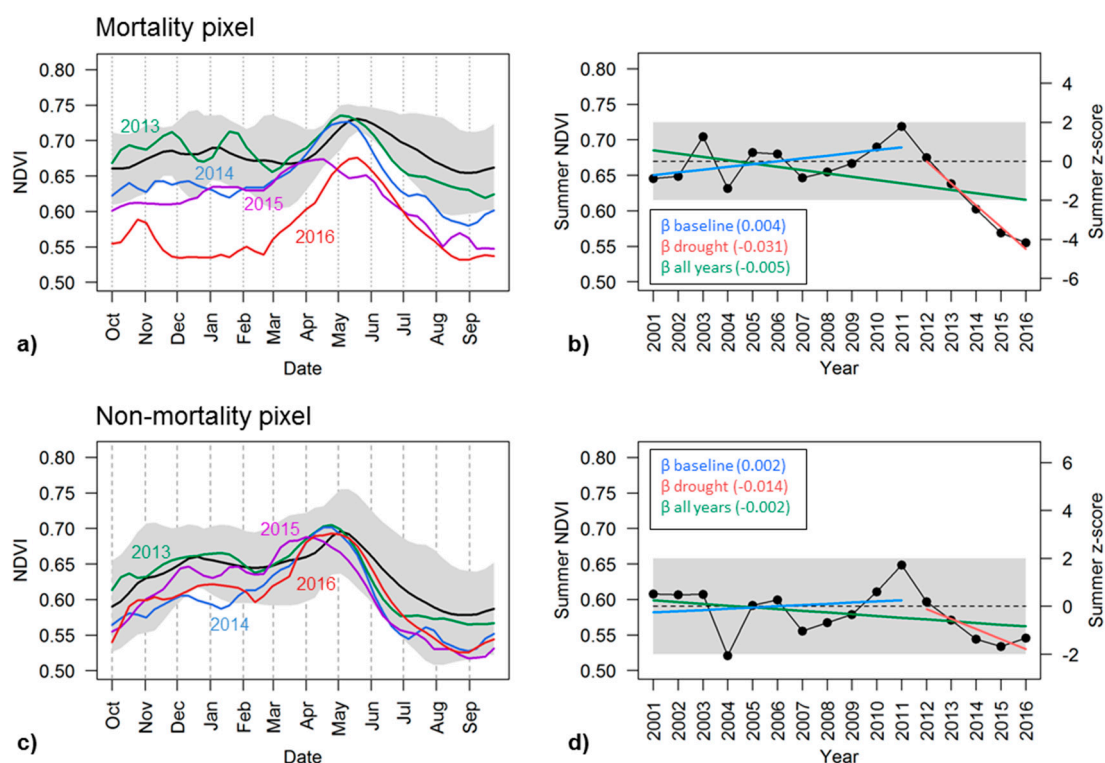 Mortality pixel
NDVI
0.80
0.75
0.70
0.65
0.60
0.55
0.50
2013
2014
2015
2016
Oct
Nov
Dec
Jan
Feb
Mar
Apr
May
Jun
Jul
Aug
Sep
a)
Date
Summer NDVI
0.80
0.75
0.70
0.65
0.60
0.55
0.50
β baseline (0.004)
β drought (-0.031)
β all years (-0.005)
4
2
0
-2
-4
-6
Summer z-score
2001
2002
2003
2004
2005
2006
2007
2008
2009
2010
2011
2012
2013
2014
2015
2016
b)
Year
Non-mortality pixel
NDVI
0.80
0.75
0.70
0.65
0.60
0.55
0.50
2013
2015
2016
2014
Oct
Nov
Dec
Jan
Feb
Mar
Apr
May
Jun
Jul
Aug
Sep
c)
Date
Summer NDVI
0.80
0.75
0.70
0.65
0.60
0.55
0.50
β baseline (0.002)
β drought (-0.014)
β all years (-0.002)
6
4
2
0
-2
Summer z-score
2001
2002
2003
2004
2005
2006
2007
2008
2009
2010
2011
2012
2013
2014
2015
2016
d)
Year